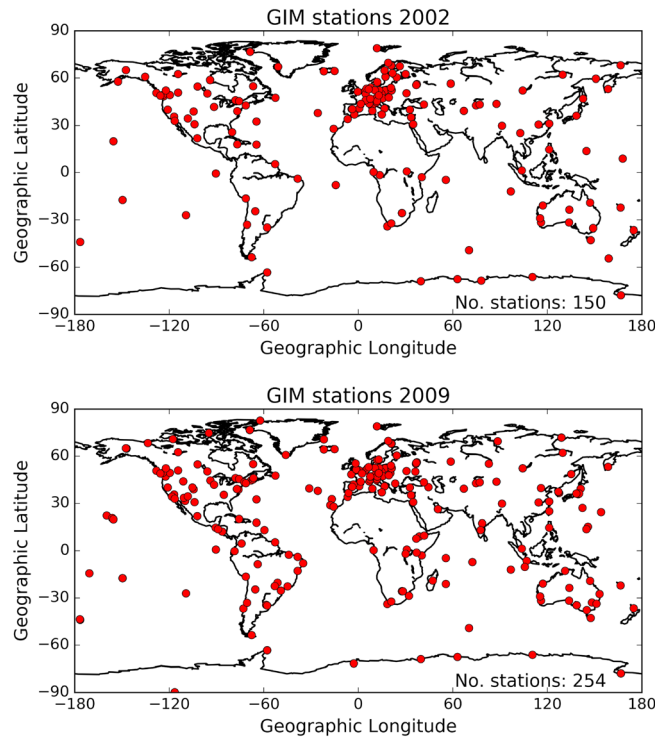 GIM stations 2002
90
60
30
0
−30
−60
−90
Geographic Latitude
No. stations: 150
−180 −120 −60 0 60 120 180
Geographic Longitude
GIM stations 2009
90
60
30
0
−30
−60
−90
Geographic Latitude
No. stations: 254
−180 −120 −60 0 60 120 180
Geographic Longitude